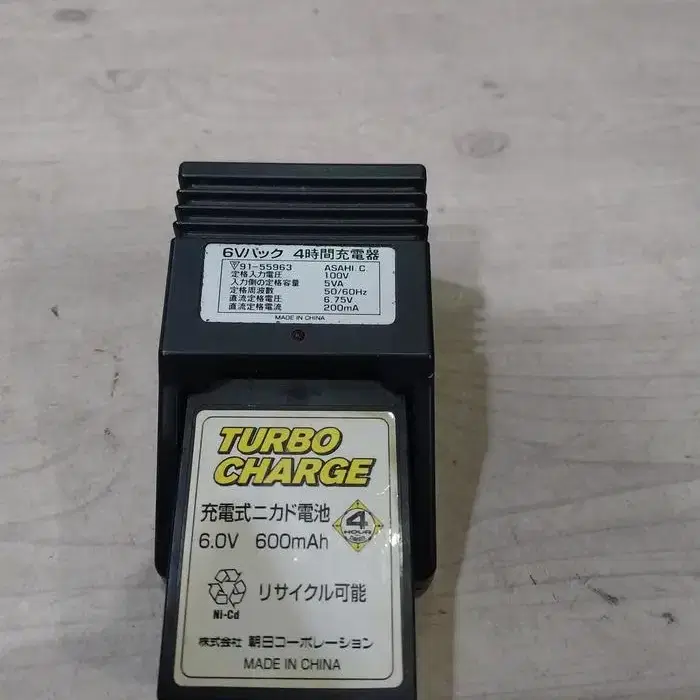 6Vパック 4時間充電器
91-55963 ASAHI C.
定格入力電圧 100V
入力側の定格容量 5VA
定格周波数 50/60Hz
直流定格電圧 6.75V
直流定格電流 200mA
MADE IN CHINA
TURBO
CHARGE
充電式ニカド電池
6.0V 600mAh
4
HOUR
Ni-Cd
リサイクル可能
株式会社 朝日コーポレーション
MADE IN CHINA